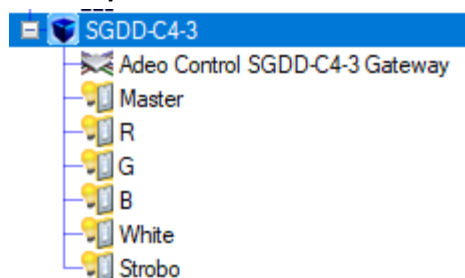 SGDD-C4-3
Adeo Control SGDD-C4-3 Gateway
Master
R
G
B
White
Strobo